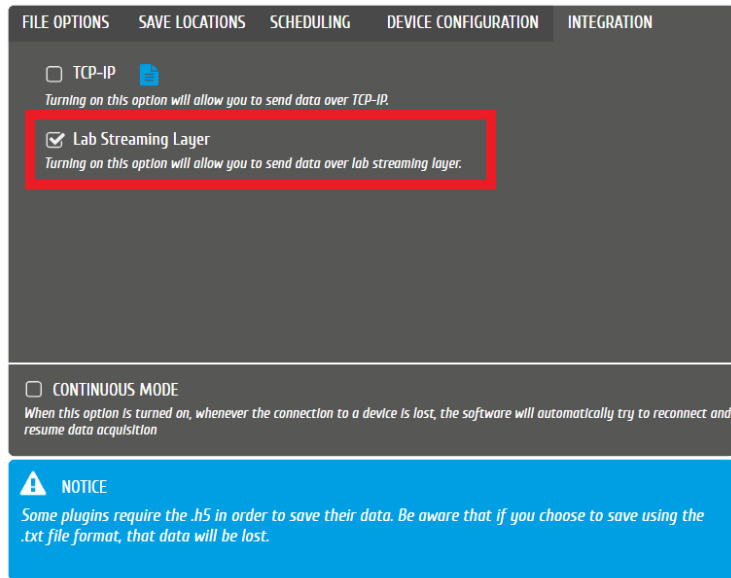 FILE OPTIONS SAVE LOCATIONS SCHEDULING DEVICE CONFIGURATION INTEGRATION
TCP-IP
Turning on this option will allow you to send data over TCP-IP.
Lab Streaming Layer
Turning on this option will allow you to send data over lab streaming layer.
CONTINUOUS MODE
When this option is turned on, whenever the connection to a device is lost, the software will automatically try to reconnect and
resume data acquisition
NOTICE
Some plugins require the .h5 in order to save their data. Be aware that if you choose to save using the
.txt file format, that data will be lost.